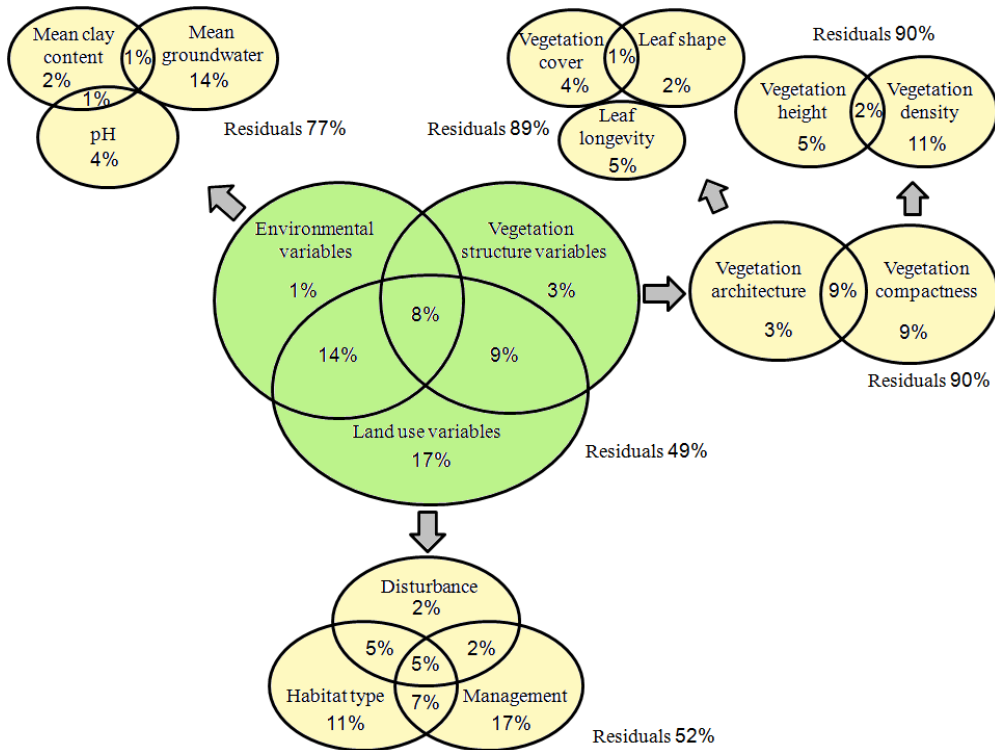 Mean clay
content
2%
1%
Mean
groundwater
14%
1%
pH
4%
Residuals 77%
Vegetation
cover
4%
1%
Leaf shape
2%
Leaf
longevity
5%
Residuals 89%
Residuals 90%
Vegetation
height
5%
2%
Vegetation
density
11%
Environmental
variables
1%
Vegetation
structure variables
3%
8%
14%
9%
Land use variables
17%
Residuals 49%
Vegetation
architecture
3%
9%
Vegetation
compactness
9%
Residuals 90%
Disturbance
2%
5%
2%
5%
Habitat type
11%
7%
Management
17%
Residuals 52%